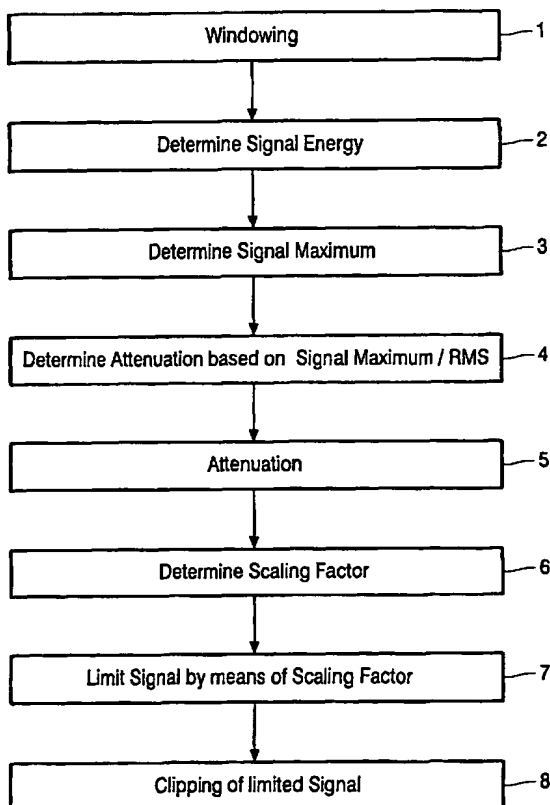 Windowing 1
Determine Signal Energy 2
Determine Signal Maximum 3
Determine Attenuation based on Signal Maximum / RMS 4
Attenuation 5
Determine Scaling Factor 6
Limit Signal by means of Scaling Factor 7
Clipping of limited Signal 8